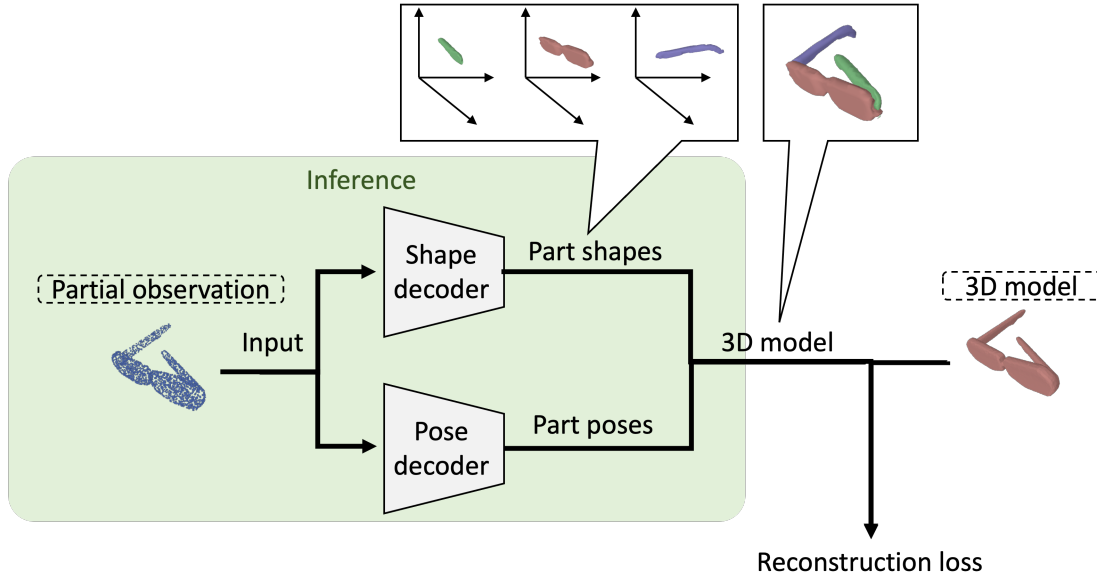 Inference
Partial observation
Input
Shape
decoder
Part shapes
Pose
decoder
Part poses
3D model
3D model
Reconstruction loss